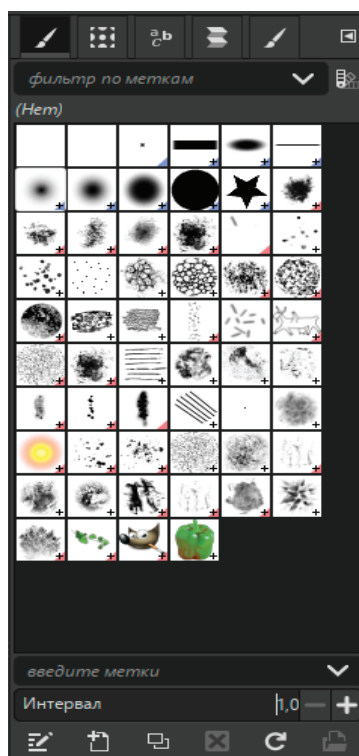 a b c
фильтр по меткам
(Нет)
введите метки
Интервал 1,0